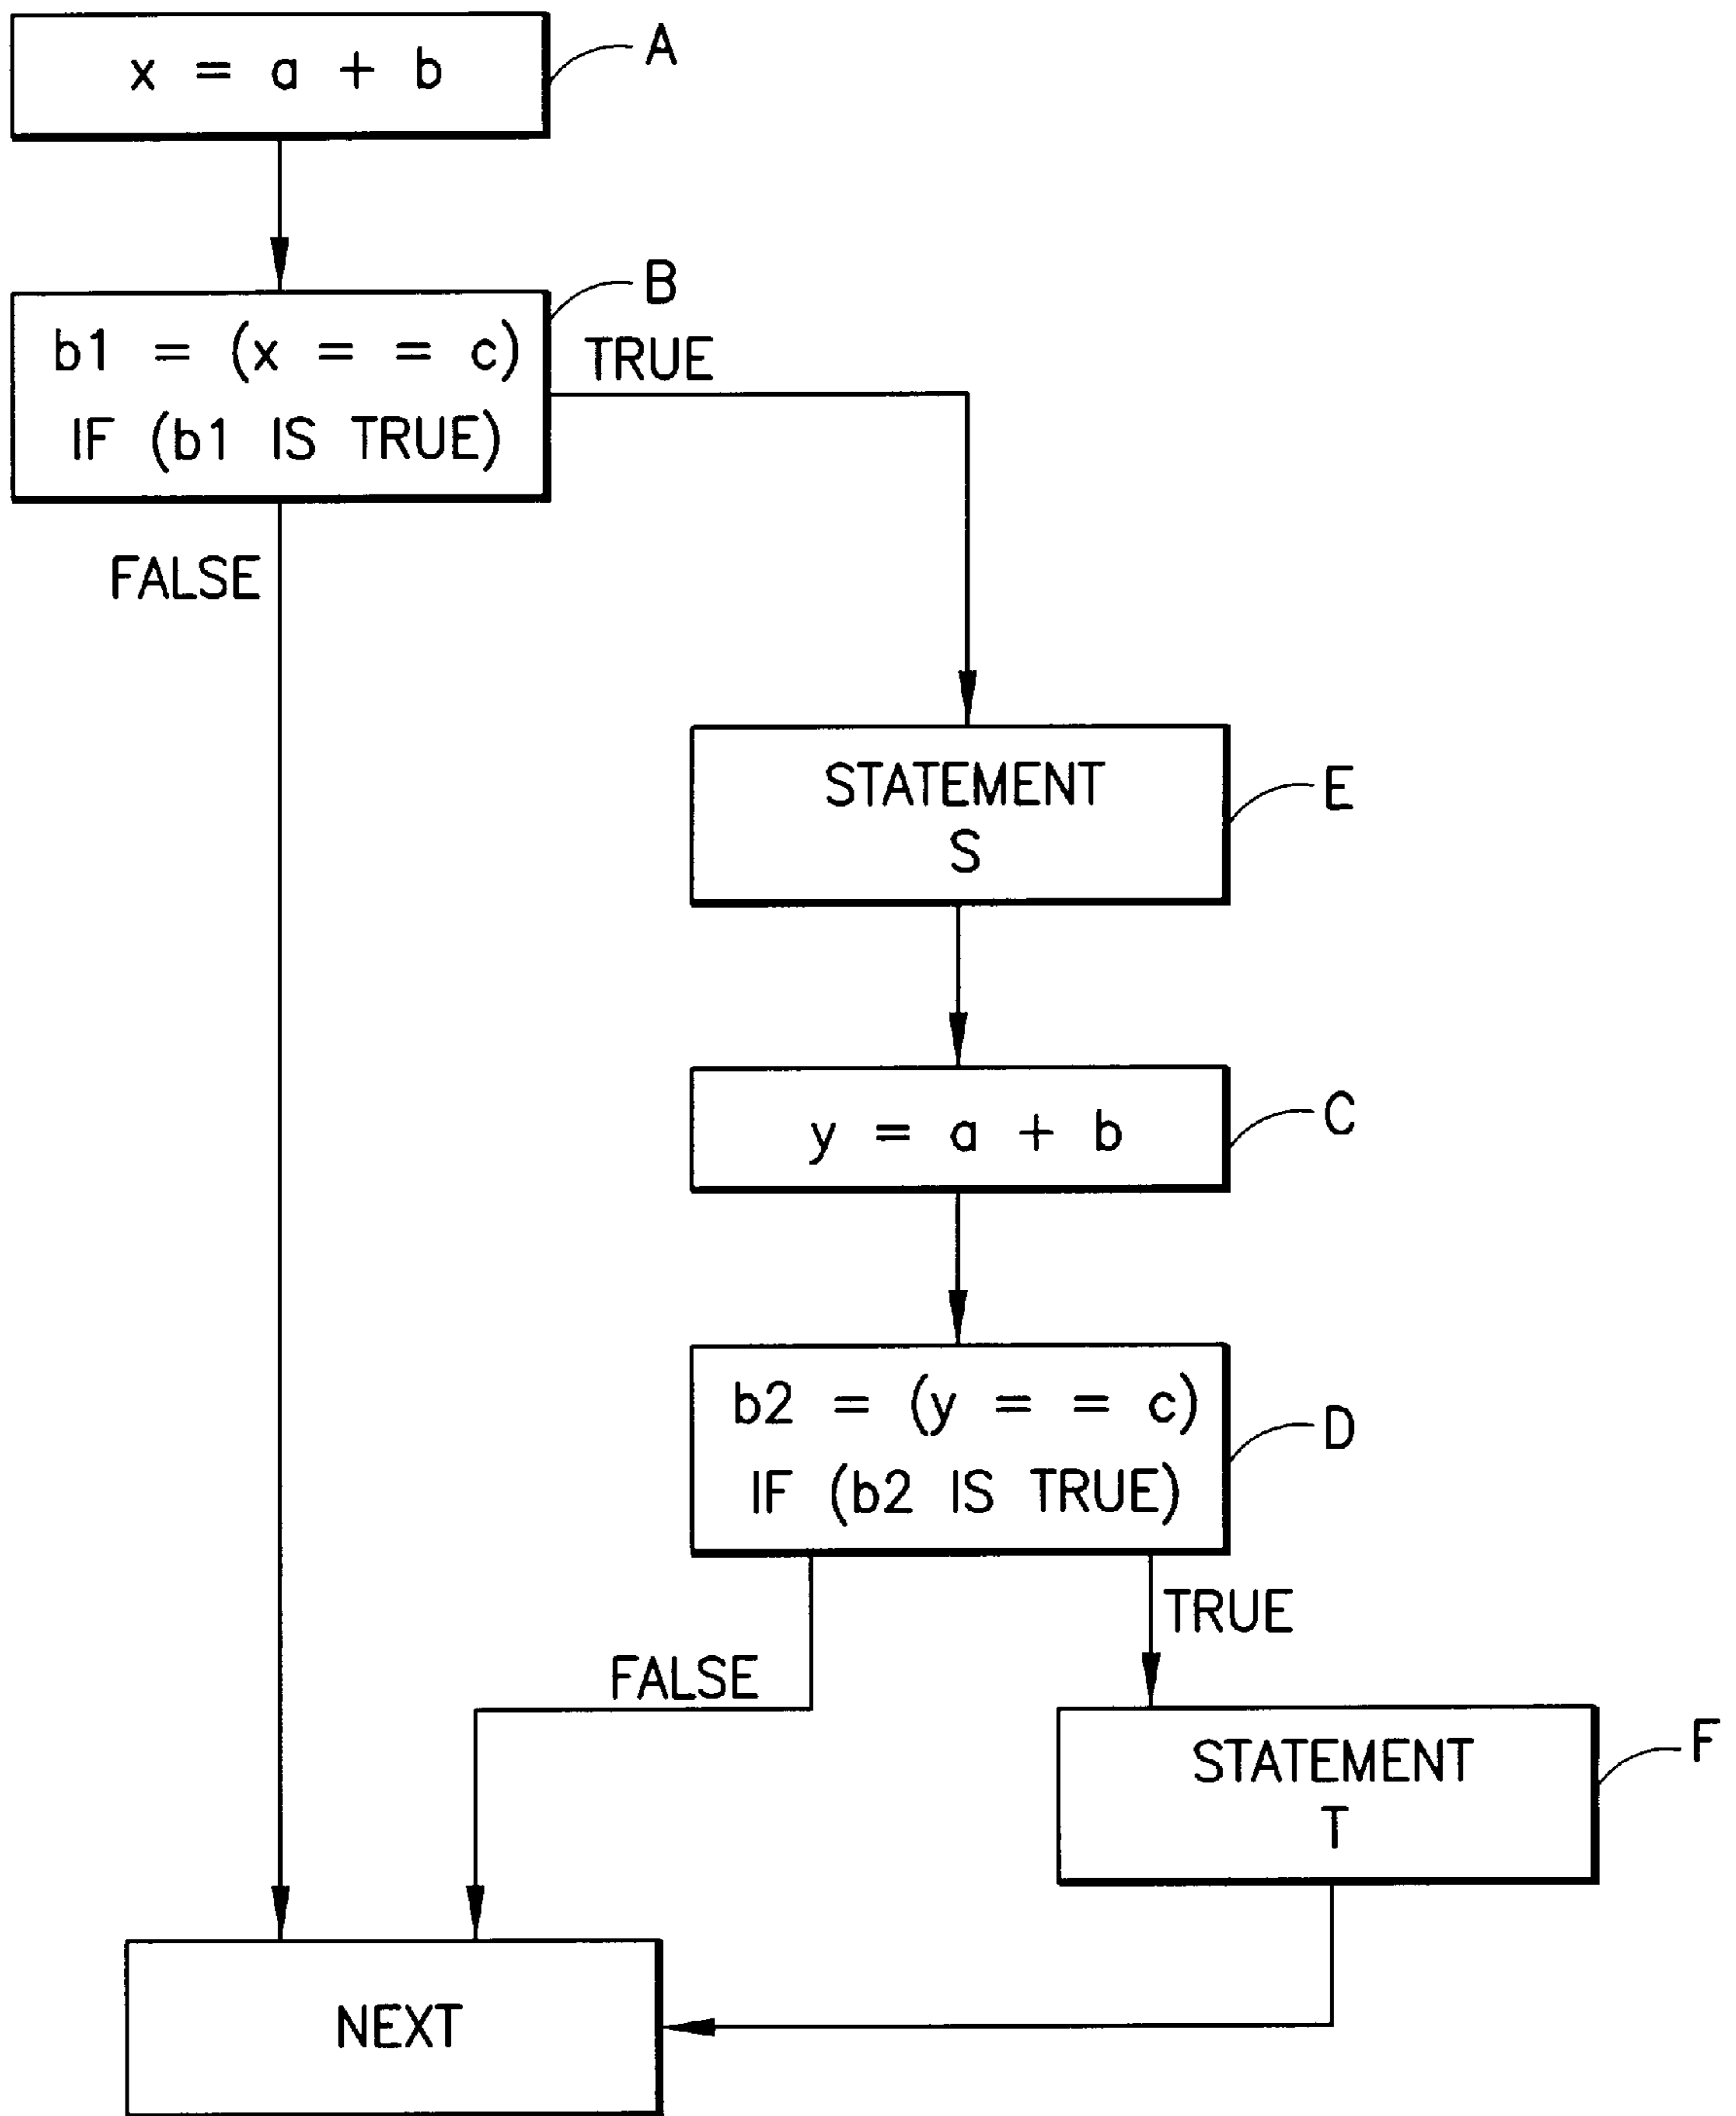 x = a + b
A
b1 = (x = = c)
IF (b1 IS TRUE)
B
TRUE
FALSE
STATEMENT
S
E
y = a + b
C
b2 = (y = = c)
IF (b2 IS TRUE)
D
TRUE
FALSE
STATEMENT
T
F
NEXT